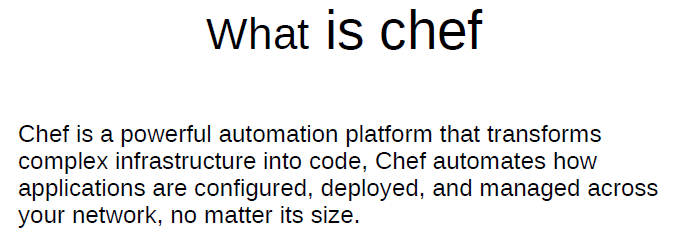 What is chef
Chef is a powerful automation platform that transforms
complex infrastructure into code, Chef automates how
applications are configured, deployed, and managed across
your network, no matter its size.